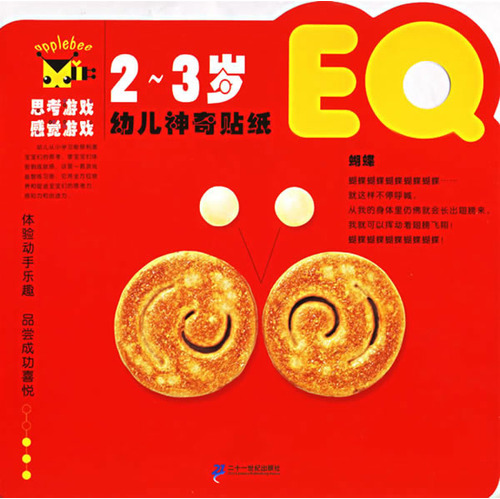 applebee
EQ
2~3岁
幼儿神奇贴纸
思考游戏
感觉游戏
蝴蝶
蝴蝶蝴蝶蝴蝶蝴蝶蝴蝶──
就这样不停呼喊，
从我的身体里仿佛就会长出翅膀来，
我就可以挥动着翅膀飞翔！
蝴蝶蝴蝶蝴蝶蝴蝶蝴蝶！
体验动手乐趣 品尝成功喜悦
二十一世纪出版社